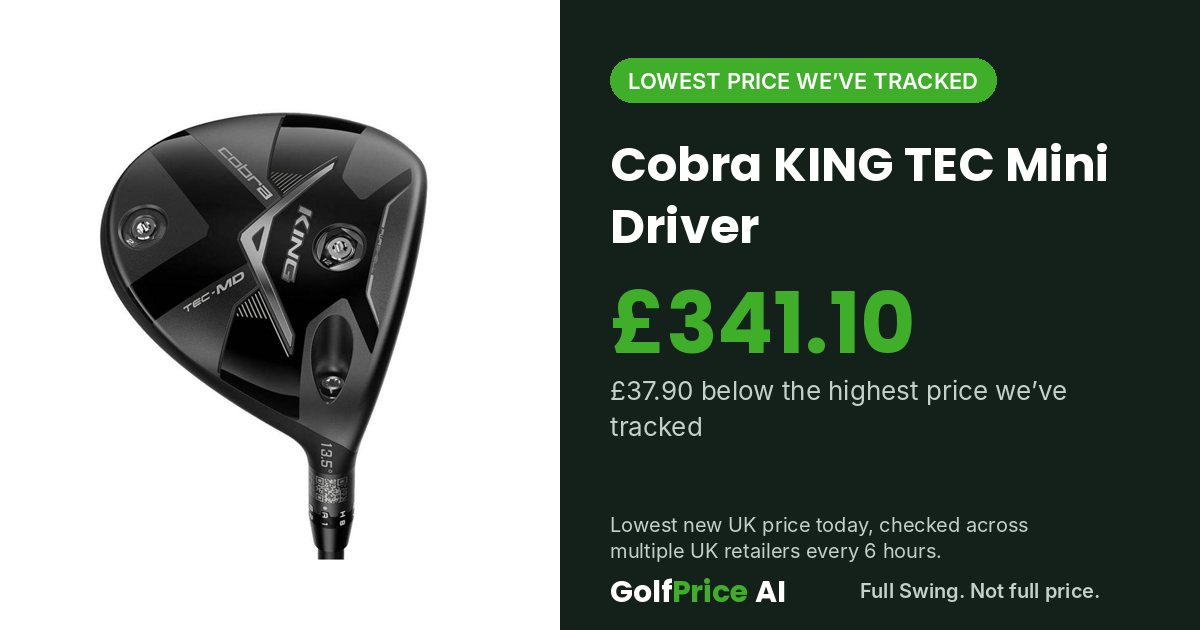 LOWEST PRICE WE’VE TRACKED
Cobra KING TEC Mini
Driver
£341.10
£37.90 below the highest price we’ve
tracked
Lowest new UK price today, checked across
multiple UK retailers every 6 hours.
GolfPrice AI
Full Swing. Not full price.
cobra
KING
TEC-MD
12
13.5°